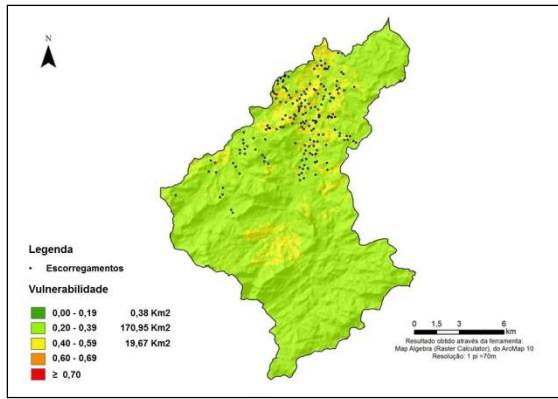 N
Legenda
Escorregamentos
Vulnerabilidade
0,00 - 0,19 0,38 Km2
0,20 - 0,39 170,95 Km2
0,40 - 0,59 19,67 Km2
0,60 - 0,69
≥ 0,70
0 1,5 3 6
km
Resultado obtido através da ferramenta:
Map Algebra (Raster Calculator), do ArcMap 10
Resolução: 1 pi =70m